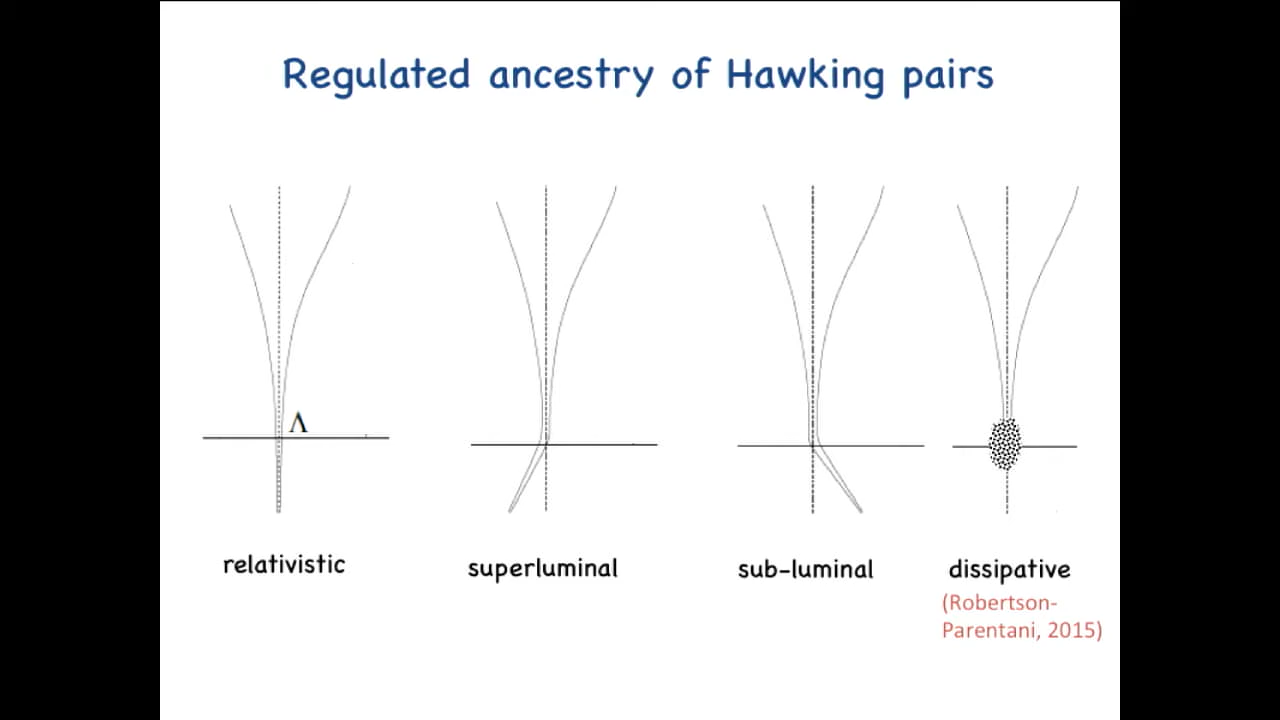 Regulated ancestry of Hawking pairs
Λ
relativistic
superluminal
sub-luminal
dissipative
(Robertson-
Parentani, 2015)